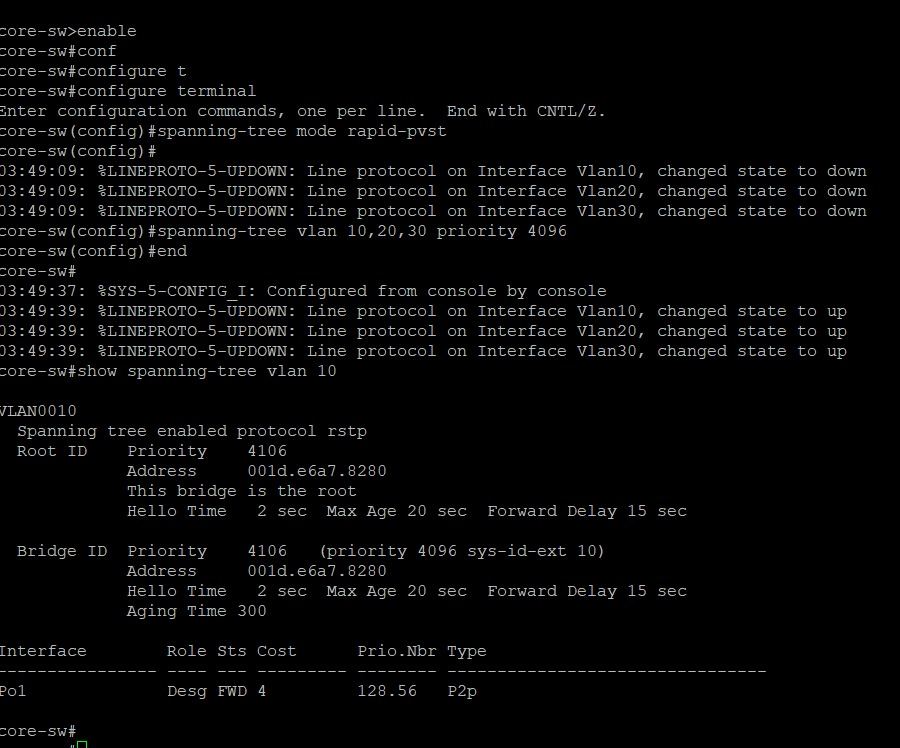 core-sw>enable
core-sw#conf
core-sw#configure t
core-sw#configure terminal
Enter configuration commands, one per line.  End with CNTL/Z.
core-sw(config)#spanning-tree mode rapid-pvst
core-sw(config)#
03:49:09: %LINEPROTO-5-UPDOWN: Line protocol on Interface Vlan10, changed state to down
03:49:09: %LINEPROTO-5-UPDOWN: Line protocol on Interface Vlan20, changed state to down
03:49:09: %LINEPROTO-5-UPDOWN: Line protocol on Interface Vlan30, changed state to down
core-sw(config)#spanning-tree vlan 10,20,30 priority 4096
core-sw(config)#end
core-sw#
03:49:37: %SYS-5-CONFIG_I: Configured from console by console
03:49:39: %LINEPROTO-5-UPDOWN: Line protocol on Interface Vlan10, changed state to up
03:49:39: %LINEPROTO-5-UPDOWN: Line protocol on Interface Vlan20, changed state to up
03:49:39: %LINEPROTO-5-UPDOWN: Line protocol on Interface Vlan30, changed state to up
core-sw#show spanning-tree vlan 10

VLAN0010
  Spanning tree enabled protocol rstp
  Root ID    Priority    4106
             Address     001d.e6a7.8280
             This bridge is the root
             Hello Time   2 sec  Max Age 20 sec  Forward Delay 15 sec

  Bridge ID  Priority    4106   (priority 4096 sys-id-ext 10)
             Address     001d.e6a7.8280
             Hello Time   2 sec  Max Age 20 sec  Forward Delay 15 sec
             Aging Time 300

Interface        Role Sts Cost      Prio.Nbr Type
---------------- ---- --- --------- -------- --------------------------------
Po1              Desg FWD 4         128.56   P2p

core-sw#